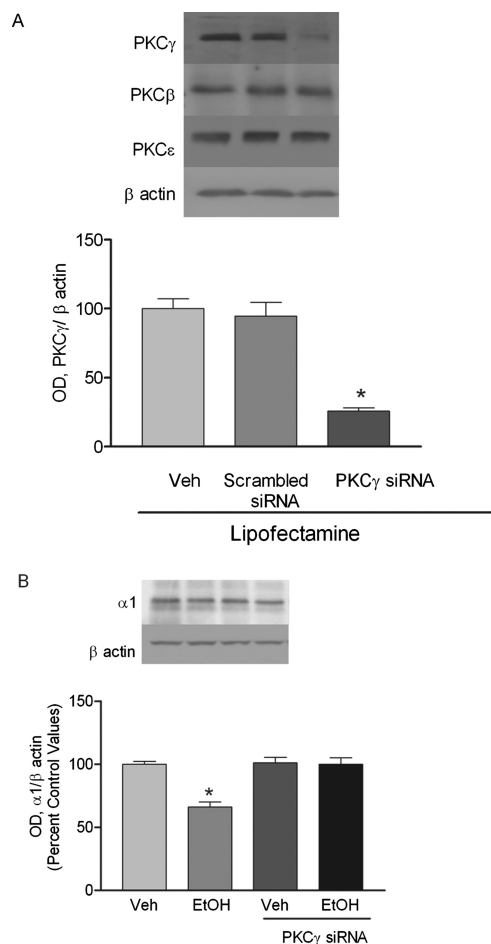 A
PKCγ
PKCβ
PKCε
β actin
OD, PKCγ/ β actin
150
100
50
0
*
Veh
Scrambled
siRNA
PKCγ siRNA
Lipofectamine
B
α1
β actin
OD, α1/β actin
(Percent Control Values)
150
100
50
0
*
Veh
EtOH
Veh
EtOH
PKCγ siRNA